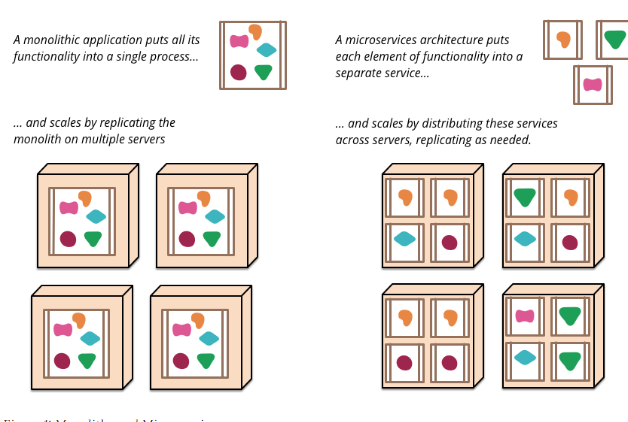 A monolithic application puts all its
functionality into a single process...
... and scales by replicating the
monolith on multiple servers
A microservices architecture puts
each element of functionality into a
separate service...
... and scales by distributing these services
across servers, replicating as needed.